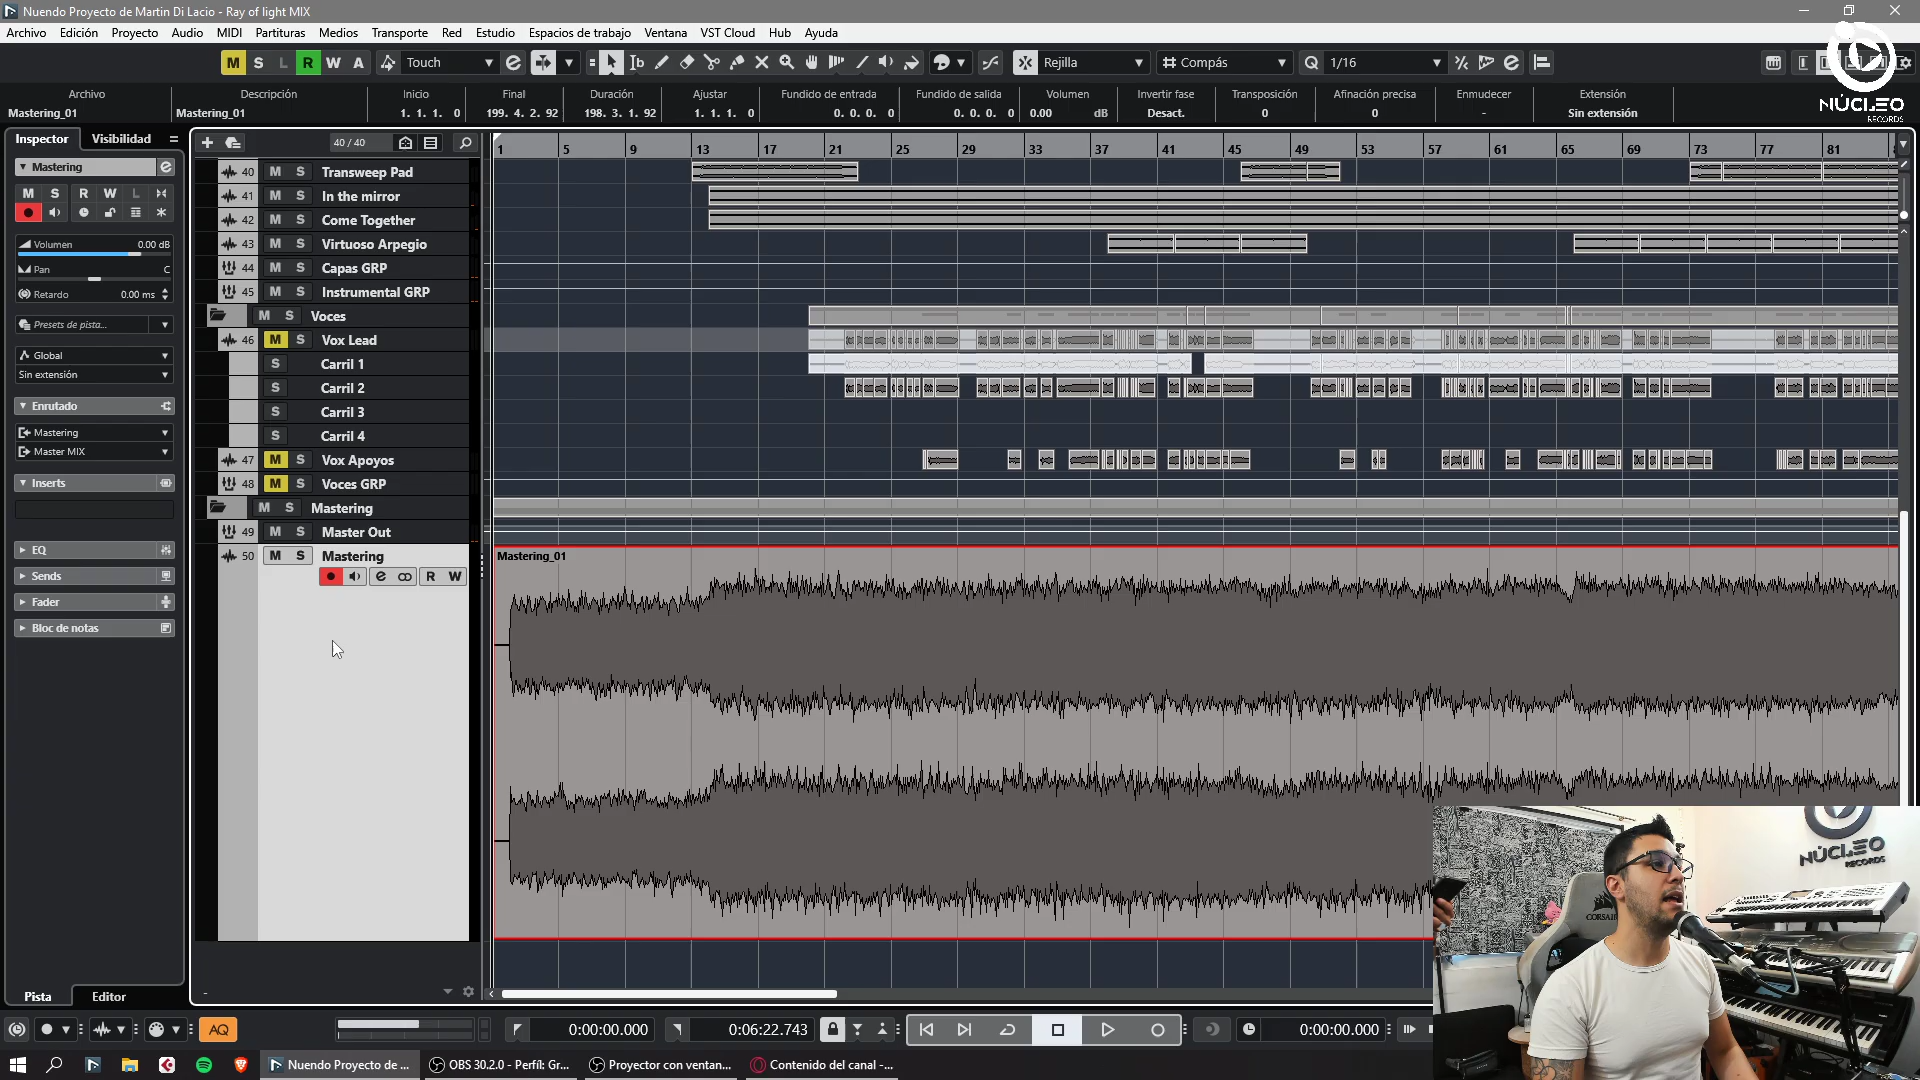 Nuendo Proyecto de Martin Di Lacio - Ray of light MIX
Archivo Edición Proyecto Audio MIDI Partituras Medios Transporte Red Estudio Espacios de trabajo Ventana VST Cloud Hub Ayuda
M S L R W A Touch Rejilla Compás Q 1/16
NÚCLEO
RECORDS
Archivo Descripción Inicio Final Duración Ajustar Fundido de entrada Fundido de salida Volumen Invertir fase Transposición Afinación precisa Enmudecer Extensión
Mastering_01 Mastering_01 1. 1. 1. 0 199. 4. 2. 92 198. 3. 1. 92 1. 1. 1. 0 0. 0. 0. 0 0. 0. 0. 0 0.00 dB Desact. 0 0 - Sin extensión
Inspector Visibilidad 40 / 40
1 5 9 13 17 21 25 29 33 37 41 45 49 53 57 61 65 69 73 77 81
Mastering
M S R W L
Volumen 0.00 dB
Pan C
Retardo 0.00 ms
Presets de pista...
Global
Sin extensión
Enrutado
Mastering
Master MIX
Inserts
EQ
Sends
Fader
Bloc de notas
40 M S Transweep Pad
41 M S In the mirror
42 M S Come Together
43 M S Virtuoso Arpegio
44 M S Capas GRP
45 M S Instrumental GRP
M S Voces
46 M S Vox Lead
S Carril 1
S Carril 2
S Carril 3
S Carril 4
47 M S Vox Apoyos
48 M S Voces GRP
M S Mastering
49 M S Master Out
50 M S Mastering
R W
Mastering_01
NÚCLEO
RECORDS
CORSAIR
Pista Editor
AQ 0:00:00.000 0:06:22.743 0:00:00.000
Nuendo Proyecto de ... OBS 30.2.0 - Perfíl: Gr... Proyector con ventan... Contenido del canal -...